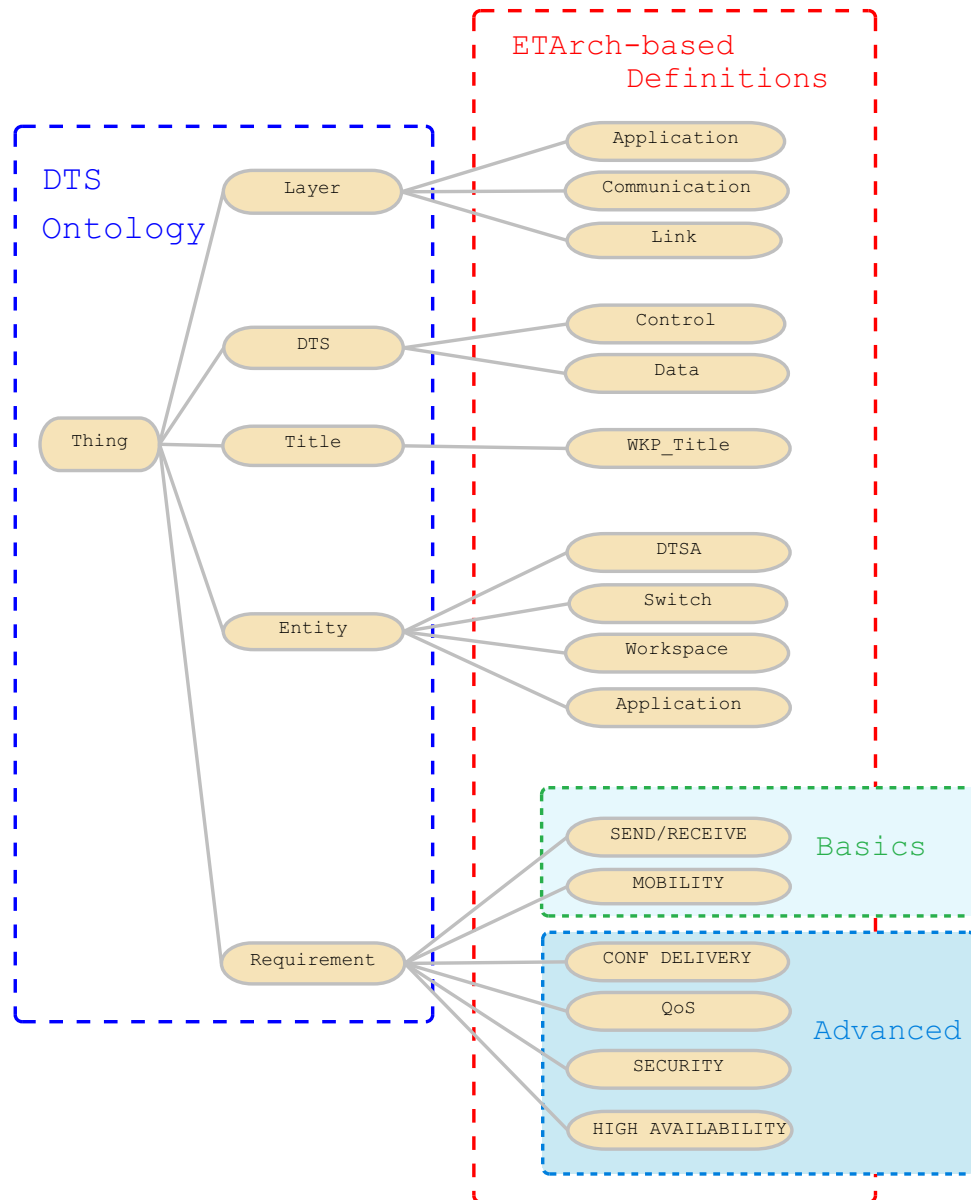 ETArch-based
Definitions
DTS
Ontology
Thing
Layer
Application
Communication
Link
DTS
Control
Data
Title
WKP_Title
Entity
DTSA
Switch
Workspace
Application
Requirement
SEND/RECEIVE
MOBILITY
Basics
CONF DELIVERY
QoS
SECURITY
HIGH AVAILABILITY
Advanced